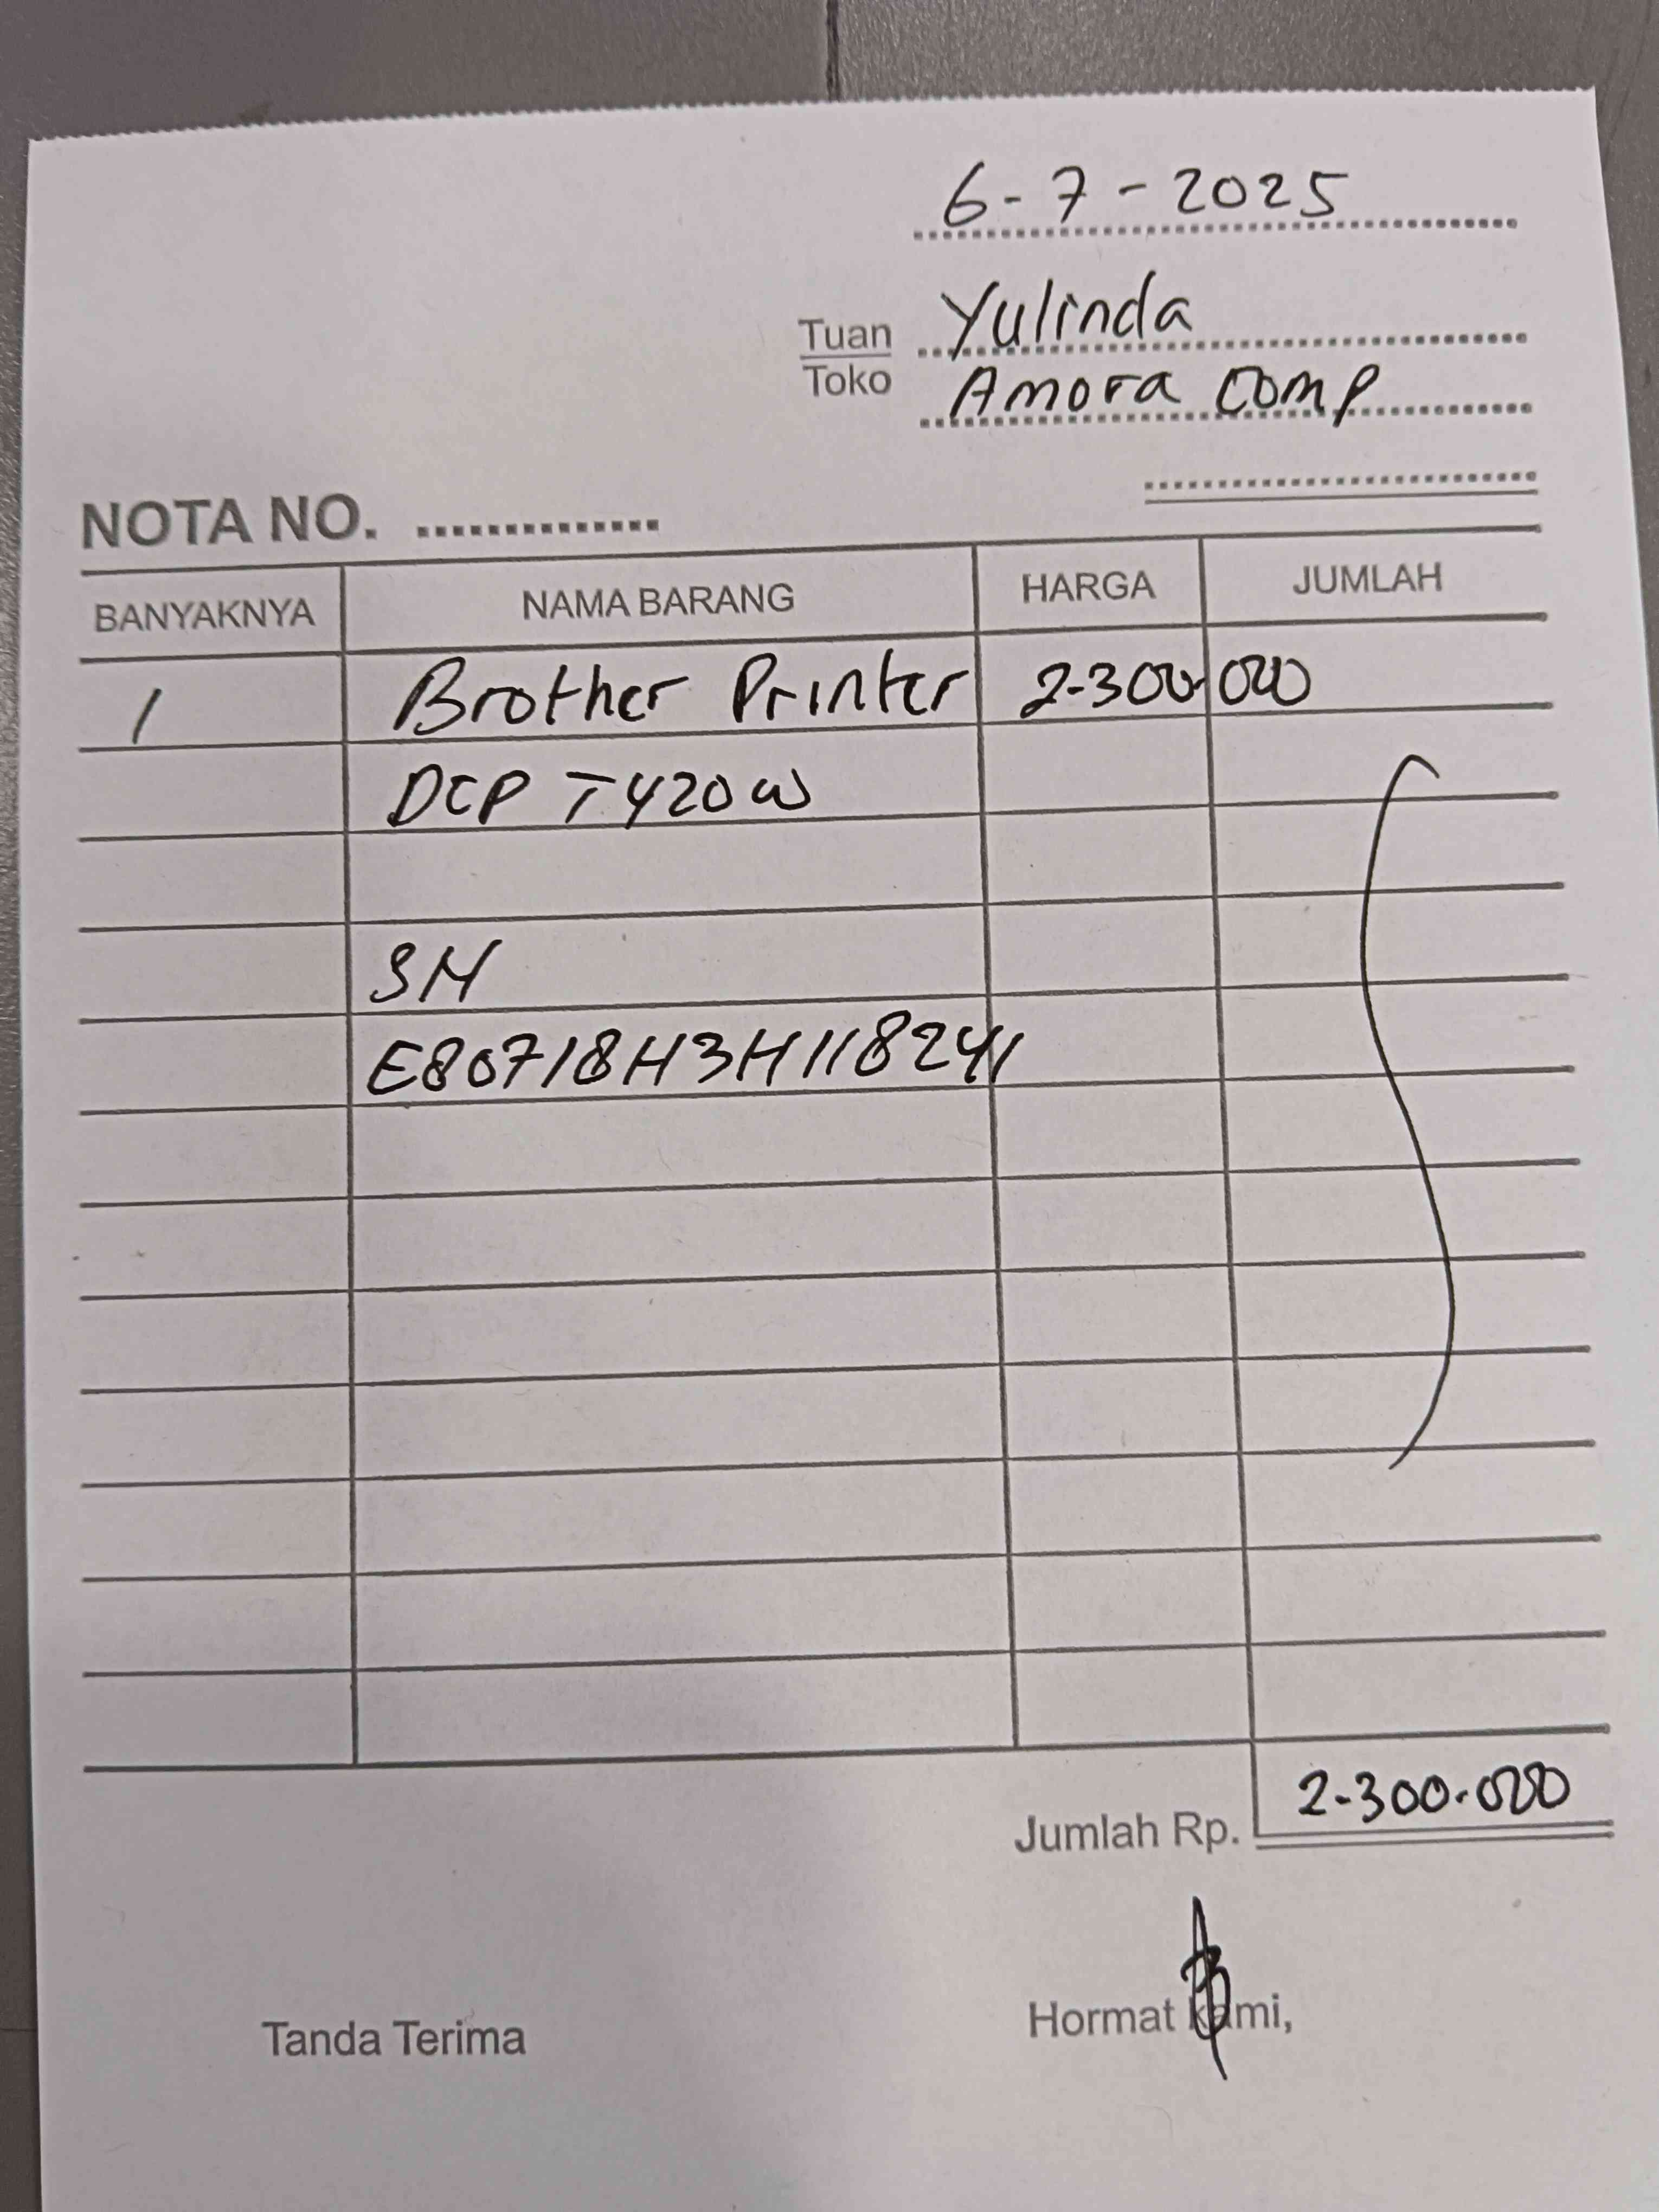 6-7-2025
Tuan Yulinda
Toko Amora Comp
NOTA NO. ..............
BANYAKNYA NAMA BARANG HARGA JUMLAH
1 Brother Printer 2-300.000
DCP T420W
SN
E80718H3H118241
Jumlah Rp. 2-300.000
Tanda Terima Hormat kami,